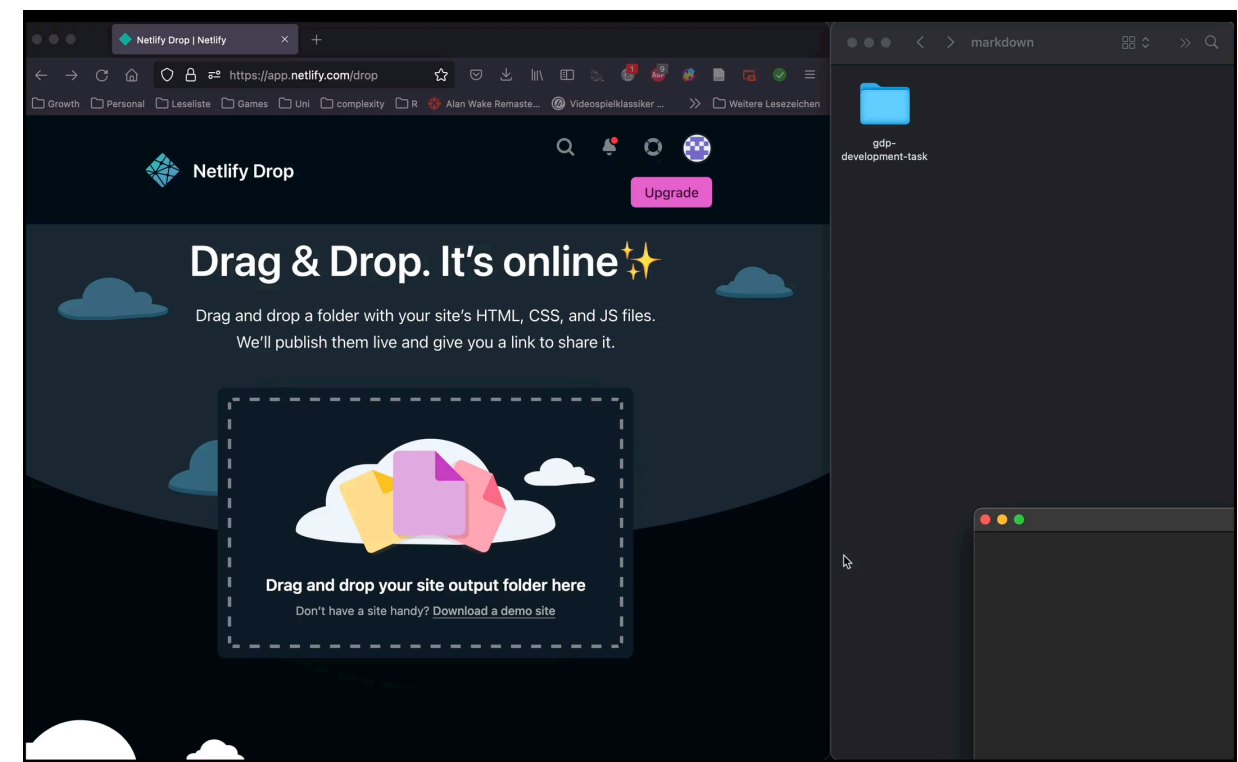 Netlify Drop | Netlify
markdown
https://app.netlify.com/drop
Growth Personal Leseliste Games Uni complexity R Alan Wake Remaste... Videospielklassiker ... Weitere Lesezeichen
gdp-
development-task
Netlify Drop
Upgrade
Drag & Drop. It's online✨
Drag and drop a folder with your site's HTML, CSS, and JS files.
We'll publish them live and give you a link to share it.
Drag and drop your site output folder here
Don't have a site handy? Download a demo site